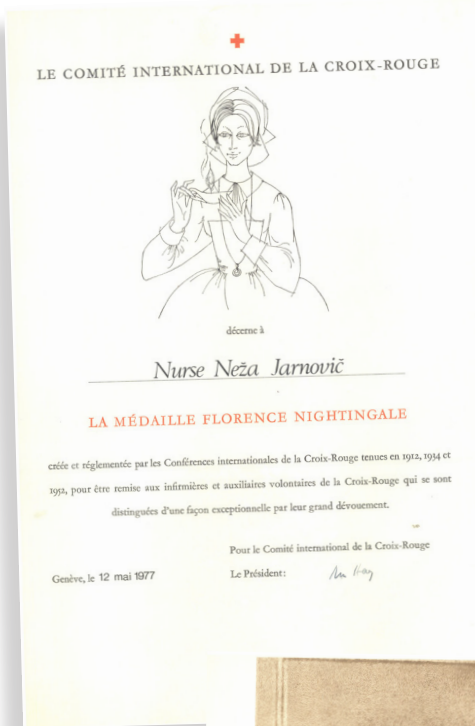 LE COMITÉ INTERNATIONAL DE LA CROIX-ROUGE
décerne à
Nurse Neža Jarnovič
LA MÉDAILLE FLORENCE NIGHTINGALE
créée et réglementée par les Conférences internationales de la Croix-Rouge tenues en 1912, 1934 et
1952, pour être remise aux infirmières et auxiliaires volontaires de la Croix-Rouge qui se sont
distinguées d'une façon exceptionnelle par leur grand dévouement.
Pour le Comité international de la Croix-Rouge
Genève, le 12 mai 1977 Le Président: